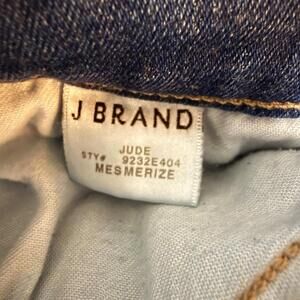 J BRAND
JUDE
STY# 9232E404
MESMERIZE